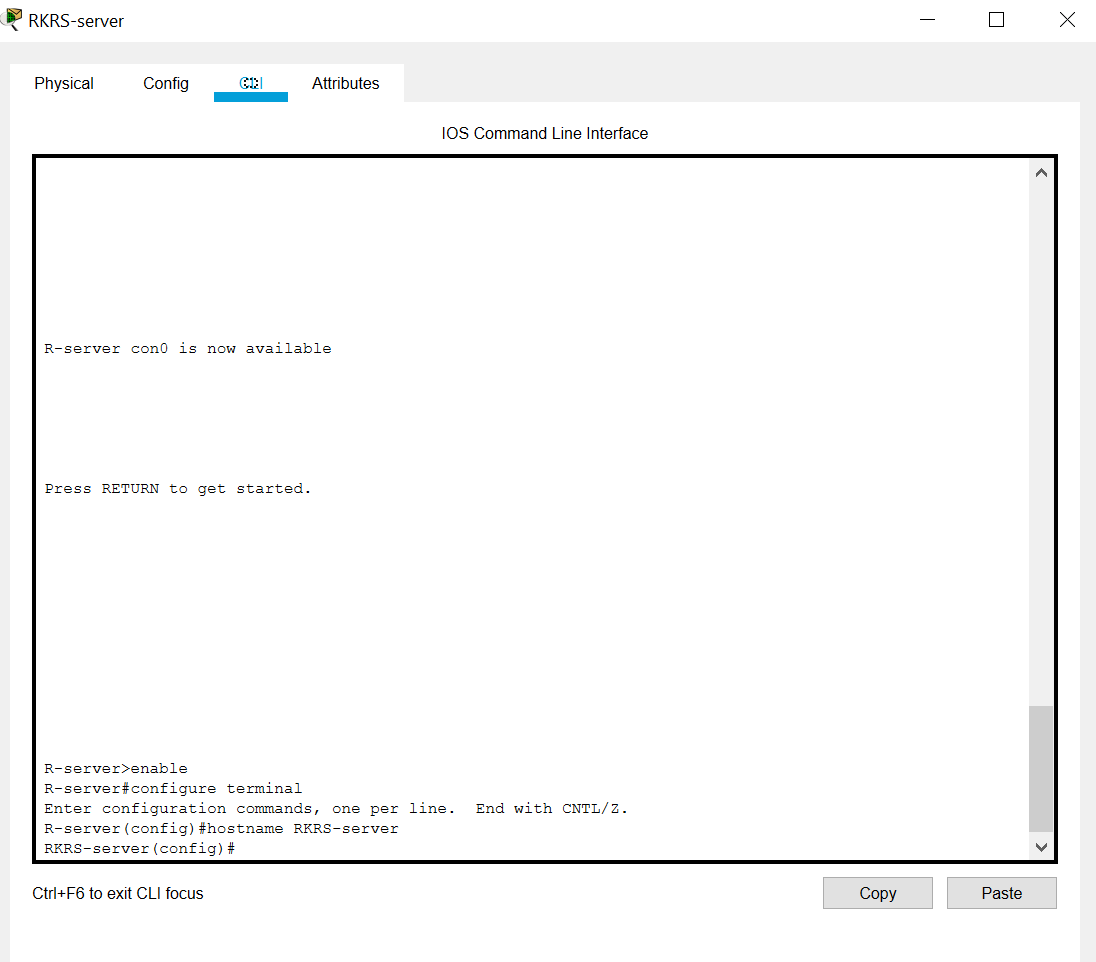 RKRS-server
Physical Config CLI Attributes
IOS Command Line Interface
R-server con0 is now available
Press RETURN to get started.
R-server>enable
R-server#configure terminal
Enter configuration commands, one per line.  End with CNTL/Z.
R-server(config)#hostname RKRS-server
RKRS-server(config)#
Ctrl+F6 to exit CLI focus
Copy Paste